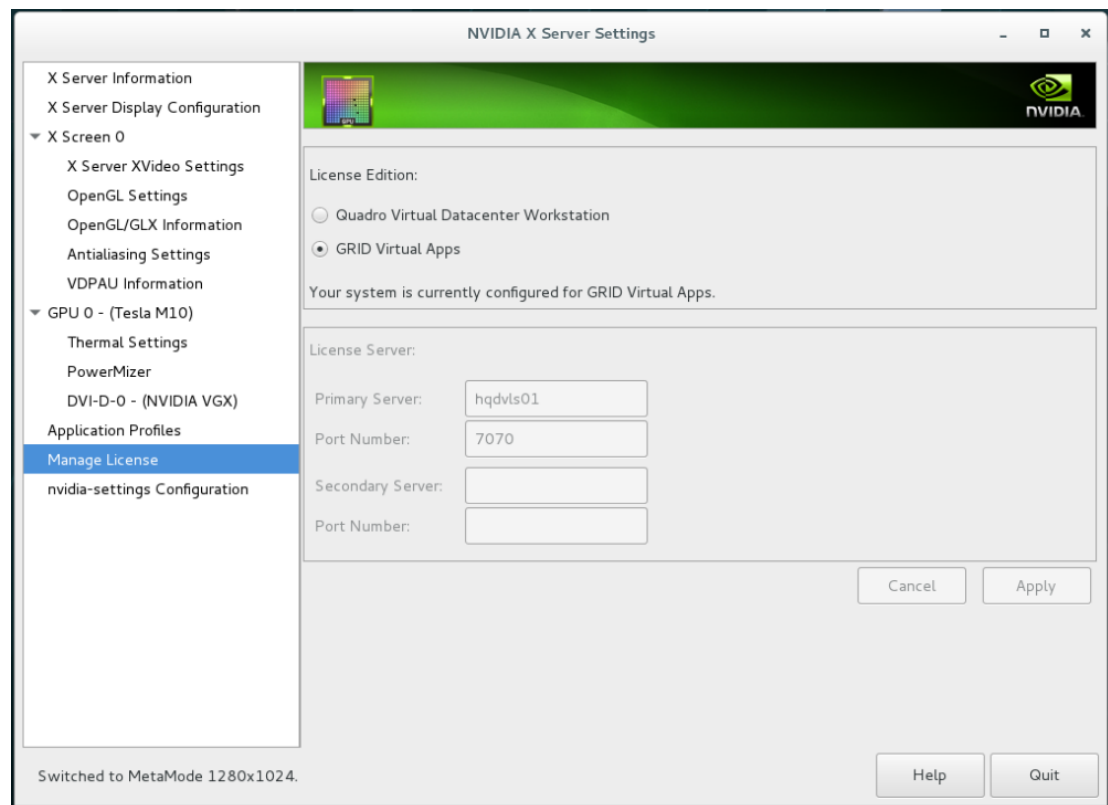 NVIDIA X Server Settings
X Server Information
X Server Display Configuration
X Screen 0
X Server XVideo Settings
OpenGL Settings
OpenGL/GLX Information
Antialiasing Settings
VDPAU Information
GPU 0 - (Tesla M10)
Thermal Settings
PowerMizer
DVI-D-0 - (NVIDIA VGX)
Application Profiles
Manage License
nvidia-settings Configuration
GPU
NVIDIA.
License Edition:
Quadro Virtual Datacenter Workstation
GRID Virtual Apps
Your system is currently configured for GRID Virtual Apps.
License Server:
Primary Server: hqdvls01
Port Number: 7070
Secondary Server:
Port Number:
Cancel Apply
Switched to MetaMode 1280x1024.
Help Quit